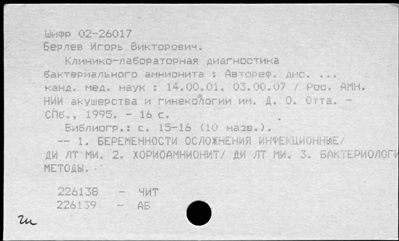 Шифр 02-26017
Берлев Игорь Викторович.
Клинико-лабораторная диагностика
бактериального амнионита : Автореф. дис. ...
канд. мед. наук : 14.00.01. 03.00.07 / Рос. АМН.
НИИ акушерства и гинекологии им. Д. О. Отта. -
СПб., 1995. - 16 с.
Библиогр.: с. 15-16 (10 назв.).
-- 1. БЕРЕМЕННОСТИ ОСЛОЖНЕНИЯ ИНФЕКЦИОННЫЕ/
ДИ ЛТ МИ. 2. ХОРИОАМНИОНИТ/ ДИ ЛТ МИ. 3. БАКТЕРИОЛОГИ
МЕТОДЫ.
226138 - ЧИТ
226139 - АБ